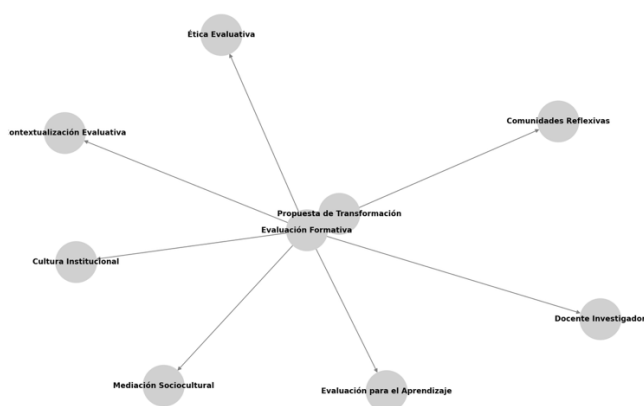 Ética Evaluativa
Comunidades Reflexivas
ontextualización Evaluativa
Propuesta de Transformación
Evaluación Formativa
Cultura Institucional
Docente Investigador
Mediación Sociocultural
Evaluación para el Aprendizaje